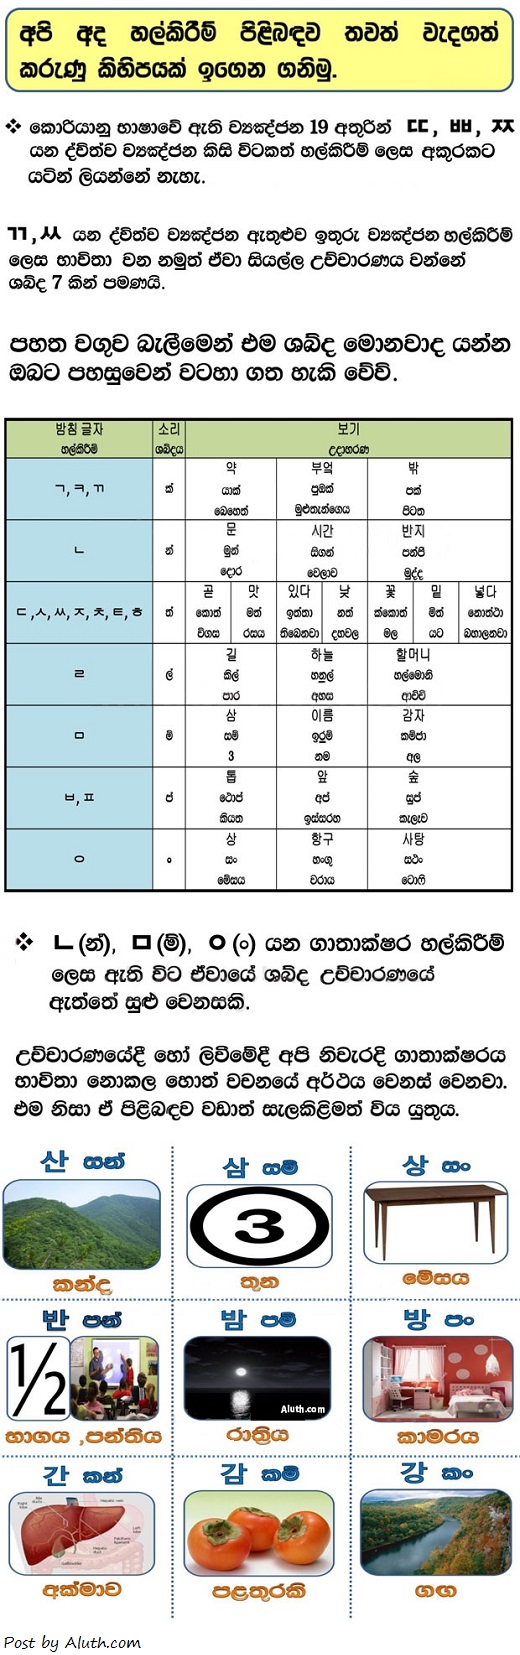 අපි අද හල්කිරීම් පිළිබඳව තවත් වැදගත්
කරුණු කිහිපයක් ඉගෙන ගනිමු.
❖ කොරියානු භාෂාවේ ඇති ව්‍යඤ්ජන 19 අතුරින් ㄸ, ㅃ, ㅉ
යන ද්විත්ව ව්‍යඤ්ජන කිසි විටකත් හල්කිරීම් ලෙස අකුරකට
යටින් ලියන්නේ නැහැ.
ㄲ,ㅆ යන ද්විත්ව ව්‍යඤ්ජන ඇතුළුව ඉතුරු ව්‍යඤ්ජන හල්කිරීම්
ලෙස භාවිතා වන නමුත් ඒවා සියල්ල උච්චාරණය වන්නේ
ශබ්ද 7 කින් පමණයි.
පහත වගුව බැලීමෙන් එම ශබ්ද මොනවාද යන්න
ඔබට පහසුවෙන් වටහා ගත හැකි වේවි.
받침 글자 소리 보기
හල්කිරීම් ශබ්දය උදාහරණ
약 부엌 밖
ㄱ,ㅋ,ㄲ ක් යාක් පූඔක් පක්
බෙහෙත් මුළුතැන්ගෙය පිටත
문 시간 반지
ㄴ න් මුන් ෂිගන් පන්ජි
දොර වෙලාව මුද්ද
곧 맛 있다 낮 꽃 밑 넣다
ㄷ,ㅅ,ㅆ,ㅈ,ㅊ,ㅌ,ㅎ ත් කොත් මත් ඉත්තා නත් ක්කොත් මිත් නොත්ථා
විගස රසය තිබෙනවා දහවල මල යට බහාලනවා
길 하늘 할머니
ㄹ ල් කිල් හනුල් හල්මොනි
පාර අහස ආච්චි
삼 이름 감자
ㅁ ම් සම් ඉරුම් කම්ජා
3 නම අල
톱 앞 숲
ㅂ,ㅍ ප් ථොප් අප් සුප්
කියත ඉස්සරහ කැලෑව
상 항구 사탕
ㅇ ං සං හංගු සථං
මේසය වරාය ටොෆි
❖ ㄴ(න්), ㅁ(ම්), ㅇ(ං) යන ගාතාක්ෂර හල්කිරීම්
ලෙස ඇති විට ඒවායේ ශබ්ද උච්චාරණයේ
ඇත්තේ සුළු වෙනසකි.
උච්චාරණයේදී හෝ ලිවීමේදී අපි නිවැරදි ගාතාක්ෂරය
භාවිතා නොකල හොත් වචනයේ අර්ථය වෙනස් වෙනවා.
එම නිසා ඒ පිළිබඳව වඩාත් සැලකිළිමත් විය යුතුය.
산 සන් 삼 සම් 상 සං
3
කන්ද තුන මේසය
반 පන් 밤 පම් 방 පං
1/2
Aluth.com
භාගය ,පන්තිය රාත්‍රිය කාමරය
간 කන් 감 කම් 강 කං
අක්මාව පළතුරකි ගඟ
Post by Aluth.com